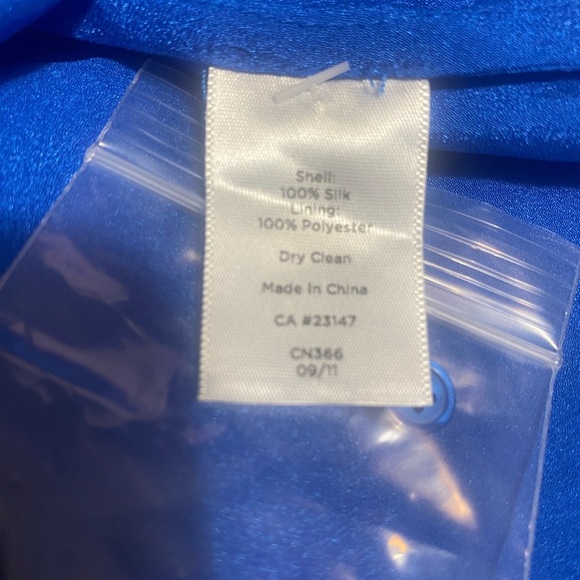 Shell:
100% Silk
Lining:
100% Polyester
Dry Clean
Made In China
CA #23147
CN366
09/11